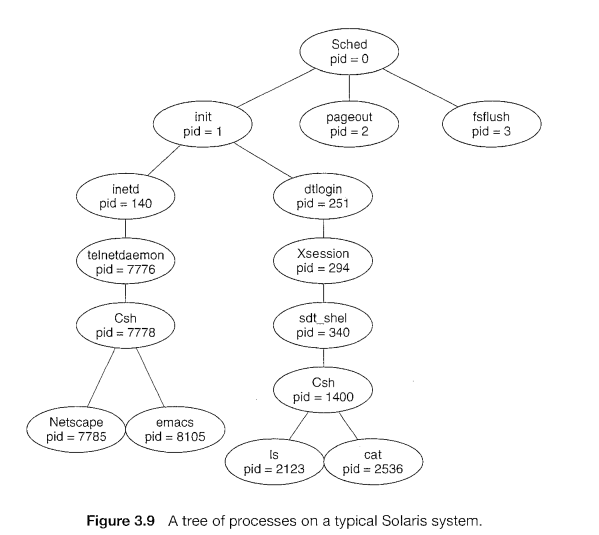 Sched
pid = 0
init
pid = 1
pageout
pid = 2
fsflush
pid = 3
inetd
pid = 140
dtlogin
pid = 251
telnetdaemon
pid = 7776
Xsession
pid = 294
Csh
pid = 7778
sdt_shel
pid = 340
Csh
pid = 1400
Netscape
pid = 7785
emacs
pid = 8105
ls
pid = 2123
cat
pid = 2536
Figure 3.9 A tree of processes on a typical Solaris system.